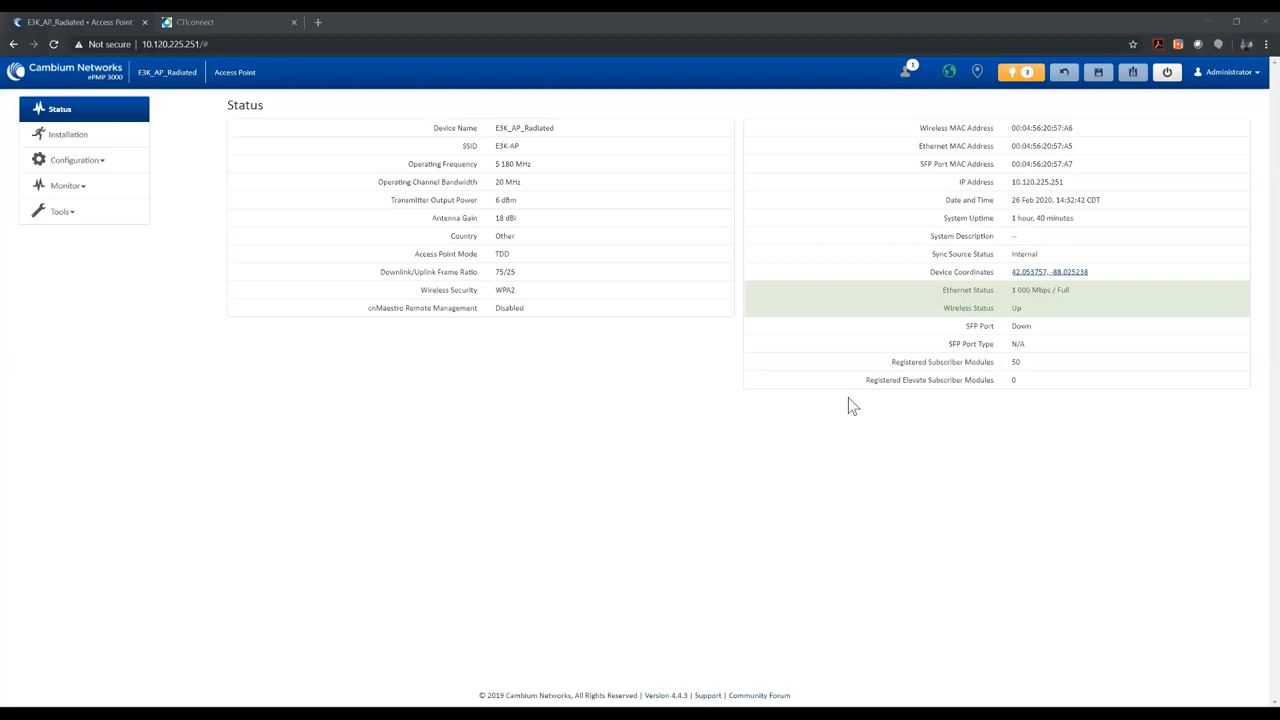 E3K_AP_Radiated • Access Point
CTIconnect
Not secure | 10.120.225.251/#
Cambium Networks
ePMP 3000
E3K_AP_Radiated
Access Point
1
3
Administrator
Status
Installation
Configuration
Monitor
Tools
Status
Device Name E3K_AP_Radiated
SSID E3K-AP
Operating Frequency 5 180 MHz
Operating Channel Bandwidth 20 MHz
Transmitter Output Power 6 dBm
Antenna Gain 18 dBi
Country Other
Access Point Mode TDD
Downlink/Uplink Frame Ratio 75/25
Wireless Security WPA2
cnMaestro Remote Management Disabled
Wireless MAC Address 00:04:56:20:57:A6
Ethernet MAC Address 00:04:56:20:57:A5
SFP Port MAC Address 00:04:56:20:57:A7
IP Address 10.120.225.251
Date and Time 26 Feb 2020, 14:32:42 CDT
System Uptime 1 hour, 40 minutes
System Description --
Sync Source Status Internal
Device Coordinates 42.053757, -88.025238
Ethernet Status 1 000 Mbps / Full
Wireless Status Up
SFP Port Down
SFP Port Type N/A
Registered Subscriber Modules 50
Registered Elevate Subscriber Modules 0
© 2019 Cambium Networks, All Rights Reserved | Version 4.4.3 | Support | Community Forum